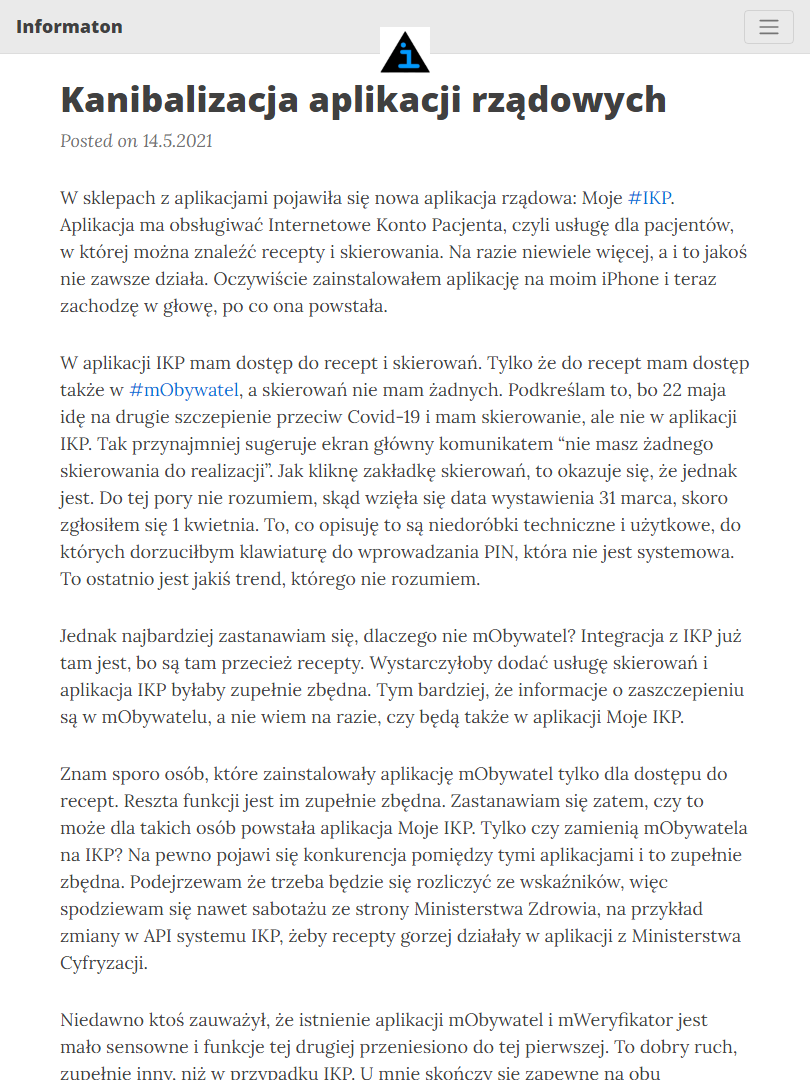 Informaton
i
Kanibalizacja aplikacji rządowych
Posted on 14.5.2021
W sklepach z aplikacjami pojawiła się nowa aplikacja rządowa: Moje #IKP.
Aplikacja ma obsługiwać Internetowe Konto Pacjenta, czyli usługę dla pacjentów,
w której można znaleźć recepty i skierowania. Na razie niewiele więcej, a i to jakoś
nie zawsze działa. Oczywiście zainstalowałem aplikację na moim iPhone i teraz
zachodzę w głowę, po co ona powstała.
W aplikacji IKP mam dostęp do recept i skierowań. Tylko że do recept mam dostęp
także w #mObywatel, a skierowań nie mam żadnych. Podkreślam to, bo 22 maja
idę na drugie szczepienie przeciw Covid-19 i mam skierowanie, ale nie w aplikacji
IKP. Tak przynajmniej sugeruje ekran główny komunikatem “nie masz żadnego
skierowania do realizacji”. Jak kliknę zakładkę skierowań, to okazuje się, że jednak
jest. Do tej pory nie rozumiem, skąd wzięła się data wystawienia 31 marca, skoro
zgłosiłem się 1 kwietnia. To, co opisuję to są niedoróbki techniczne i użytkowe, do
których dorzuciłbym klawiaturę do wprowadzania PIN, która nie jest systemowa.
To ostatnio jest jakiś trend, którego nie rozumiem.
Jednak najbardziej zastanawiam się, dlaczego nie mObywatel? Integracja z IKP już
tam jest, bo są tam przecież recepty. Wystarczyłoby dodać usługę skierowań i
aplikacja IKP byłaby zupełnie zbędna. Tym bardziej, że informacje o zaszczepieniu
są w mObywatelu, a nie wiem na razie, czy będą także w aplikacji Moje IKP.
Znam sporo osób, które zainstalowały aplikację mObywatel tylko dla dostępu do
recept. Reszta funkcji jest im zupełnie zbędna. Zastanawiam się zatem, czy to
może dla takich osób powstała aplikacja Moje IKP. Tylko czy zamienią mObywatela
na IKP? Na pewno pojawi się konkurencja pomiędzy tymi aplikacjami i to zupełnie
zbędna. Podejrzewam że trzeba będzie się rozliczyć ze wskaźników, więc
spodziewam się nawet sabotażu ze strony Ministerstwa Zdrowia, na przykład
zmiany w API systemu IKP, żeby recepty gorzej działały w aplikacji z Ministerstwa
Cyfryzacji.
Niedawno ktoś zauważył, że istnienie aplikacji mObywatel i mWeryfikator jest
mało sensowne i funkcje tej drugiej przeniesiono do tej pierwszej. To dobry ruch,
zupełnie inny, niż w przypadku IKP. U mnie skończy się zapewne na obu